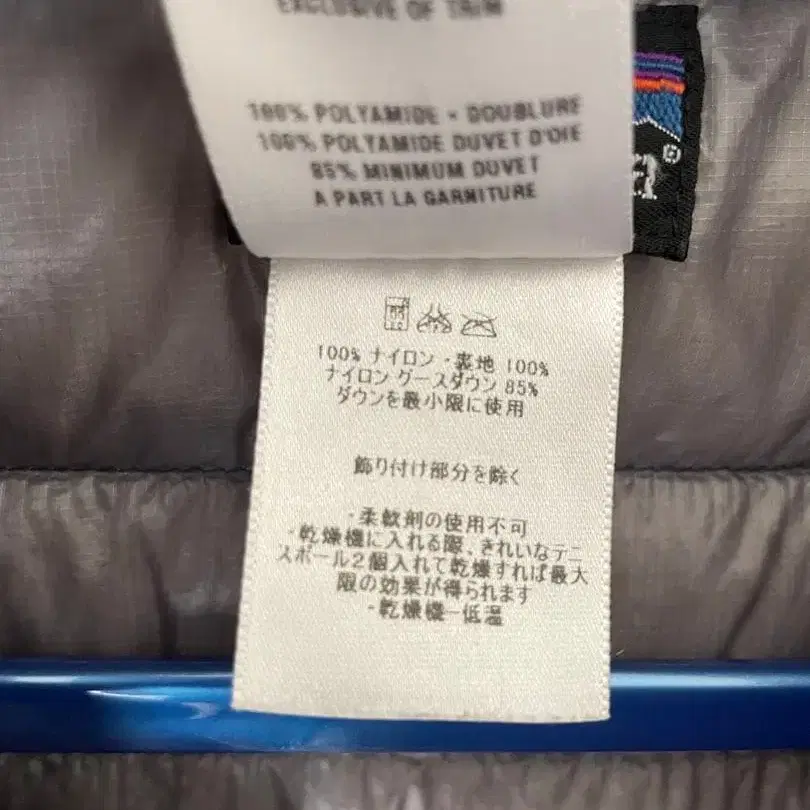 EXCLUSIVE OF TRIM
100% POLYAMIDE • DOUBLURE
100% POLYAMIDE DUVET D'OIE
85% MINIMUM DUVET
A PART LA GARNITURE
a®
100% ナイロン・裏地 100%
ナイロン グースダウン 85%
ダウンを最小限に使用
飾り付け部分を除く
・柔軟剤の使用不可
・乾燥機に入れる際、きれいなテニ
スボール2個入れて乾燥すれば最大
限の効果が得られます
・乾燥機−低温